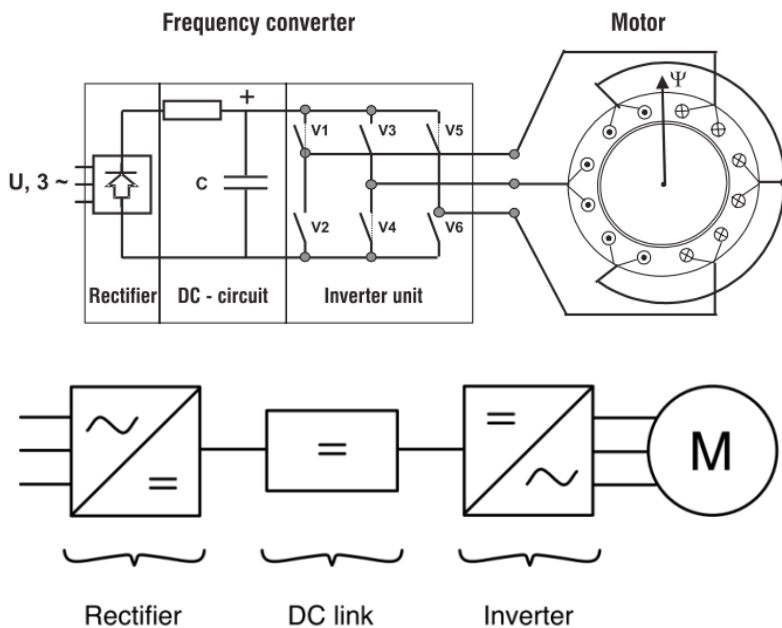 Frequency converter Motor
+ Ψ
V1 V3 V5
U, 3 ~ C
V2 V4 V6
Rectifier DC - circuit Inverter unit
M
Rectifier DC link Inverter